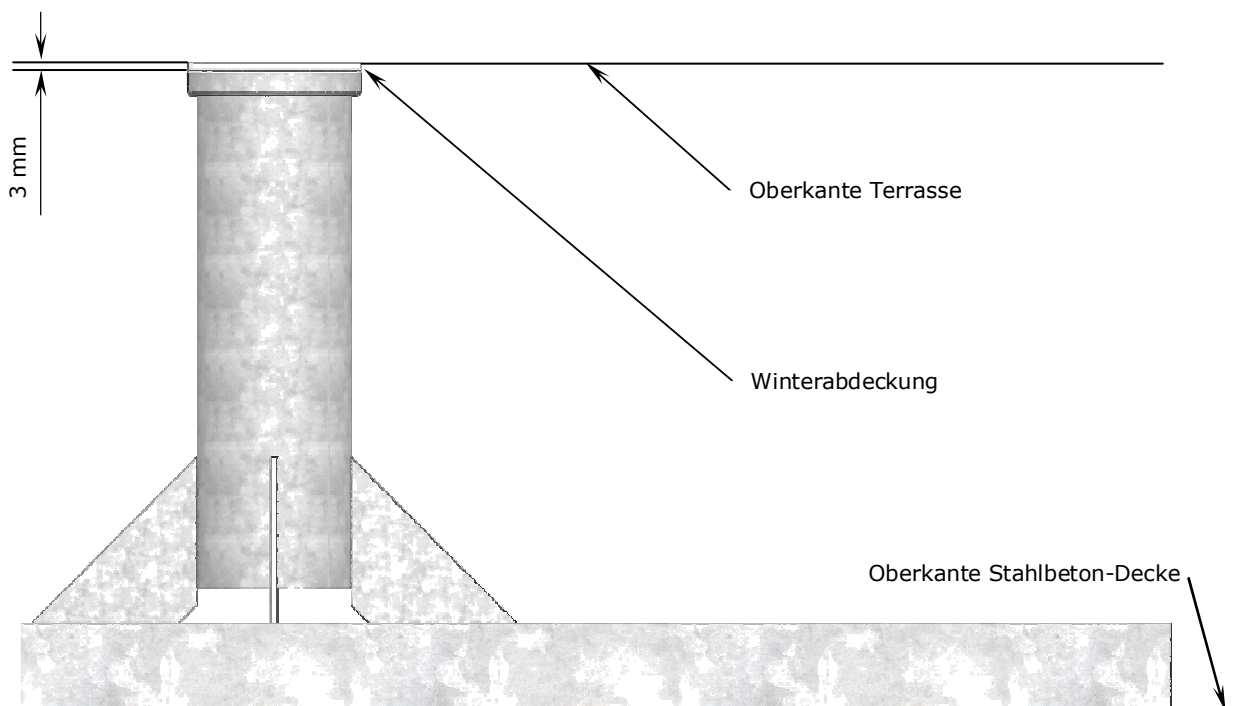 3 mm
Oberkante Terrasse
Winterabdeckung
Oberkante Stahlbeton-Decke